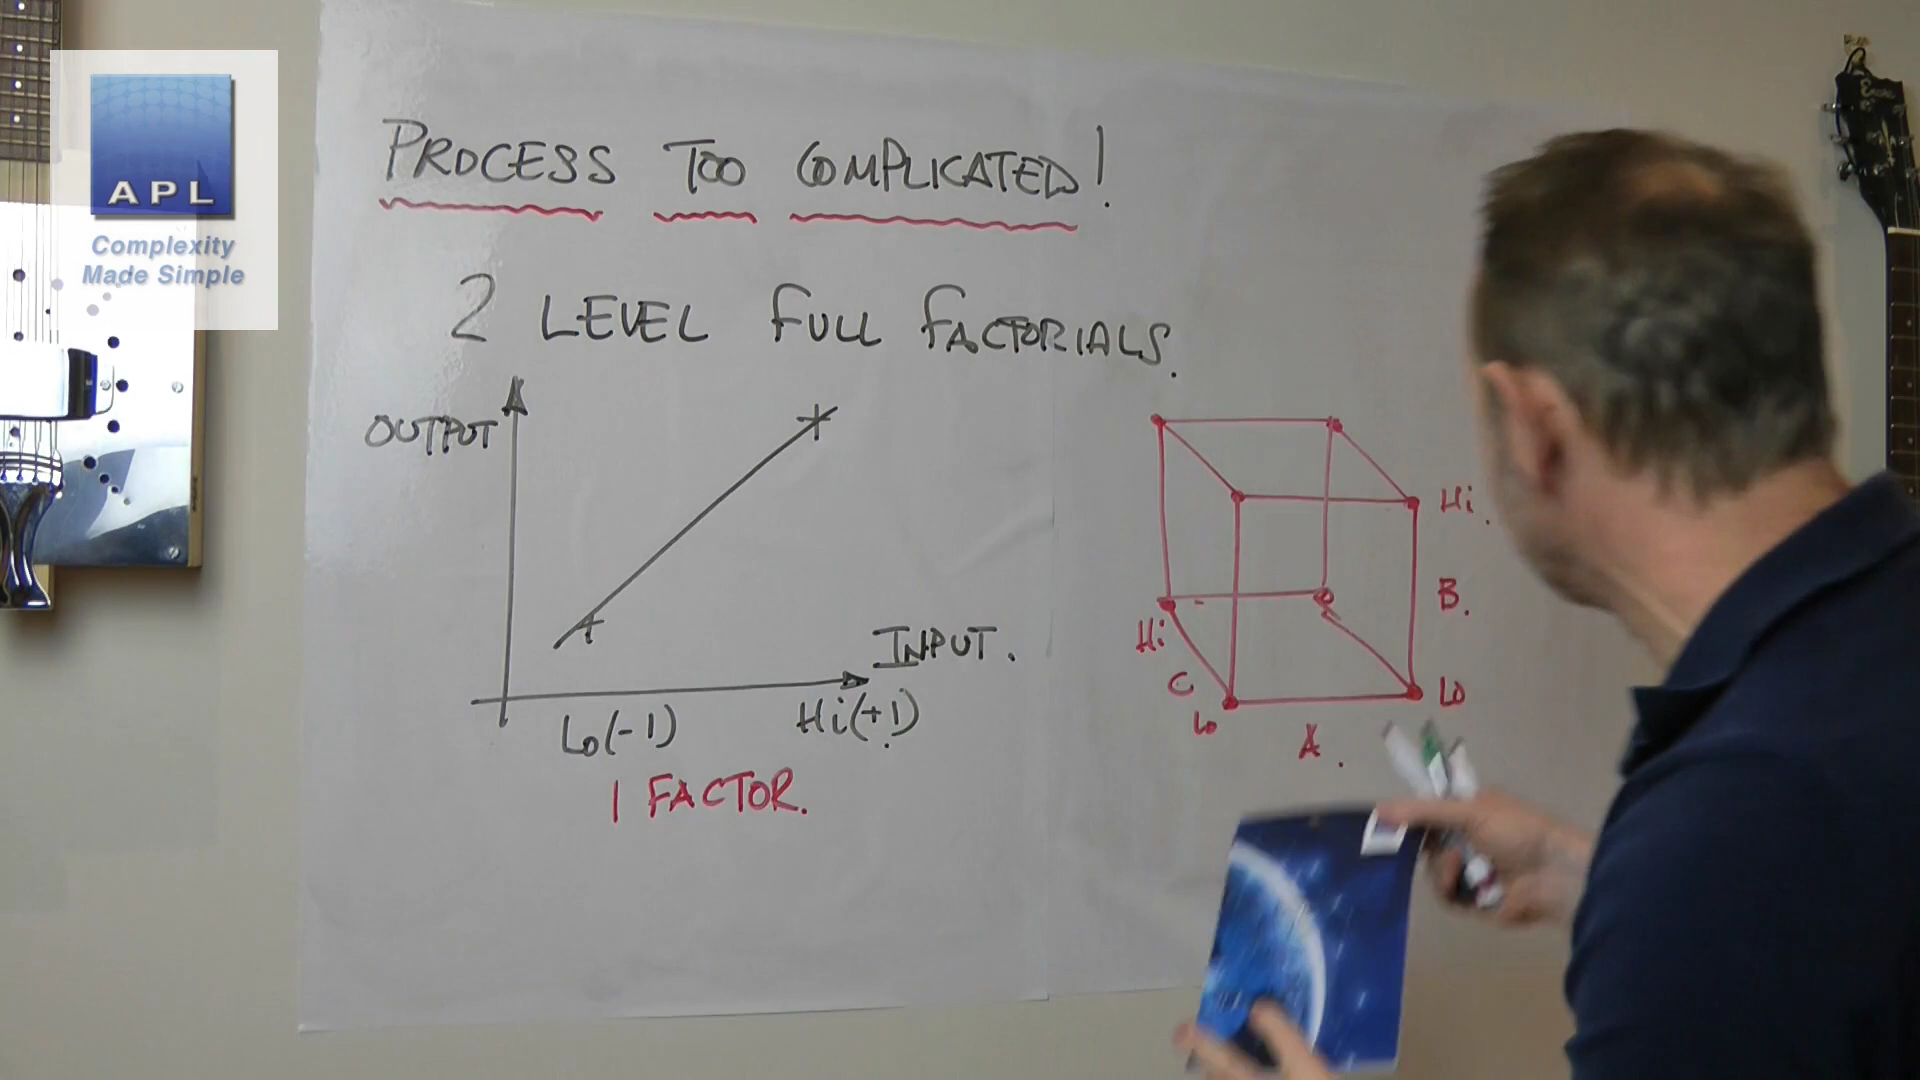 APL
Complexity
Made Simple
PROCESS TOO COMPLICATED!
2 LEVEL FULL FACTORIALS.
OUTPUT
INPUT.
Lo(-1)
Hi(+1)
1 FACTOR.
Hi.
B.
Lo
Hi
C
Lo
A.